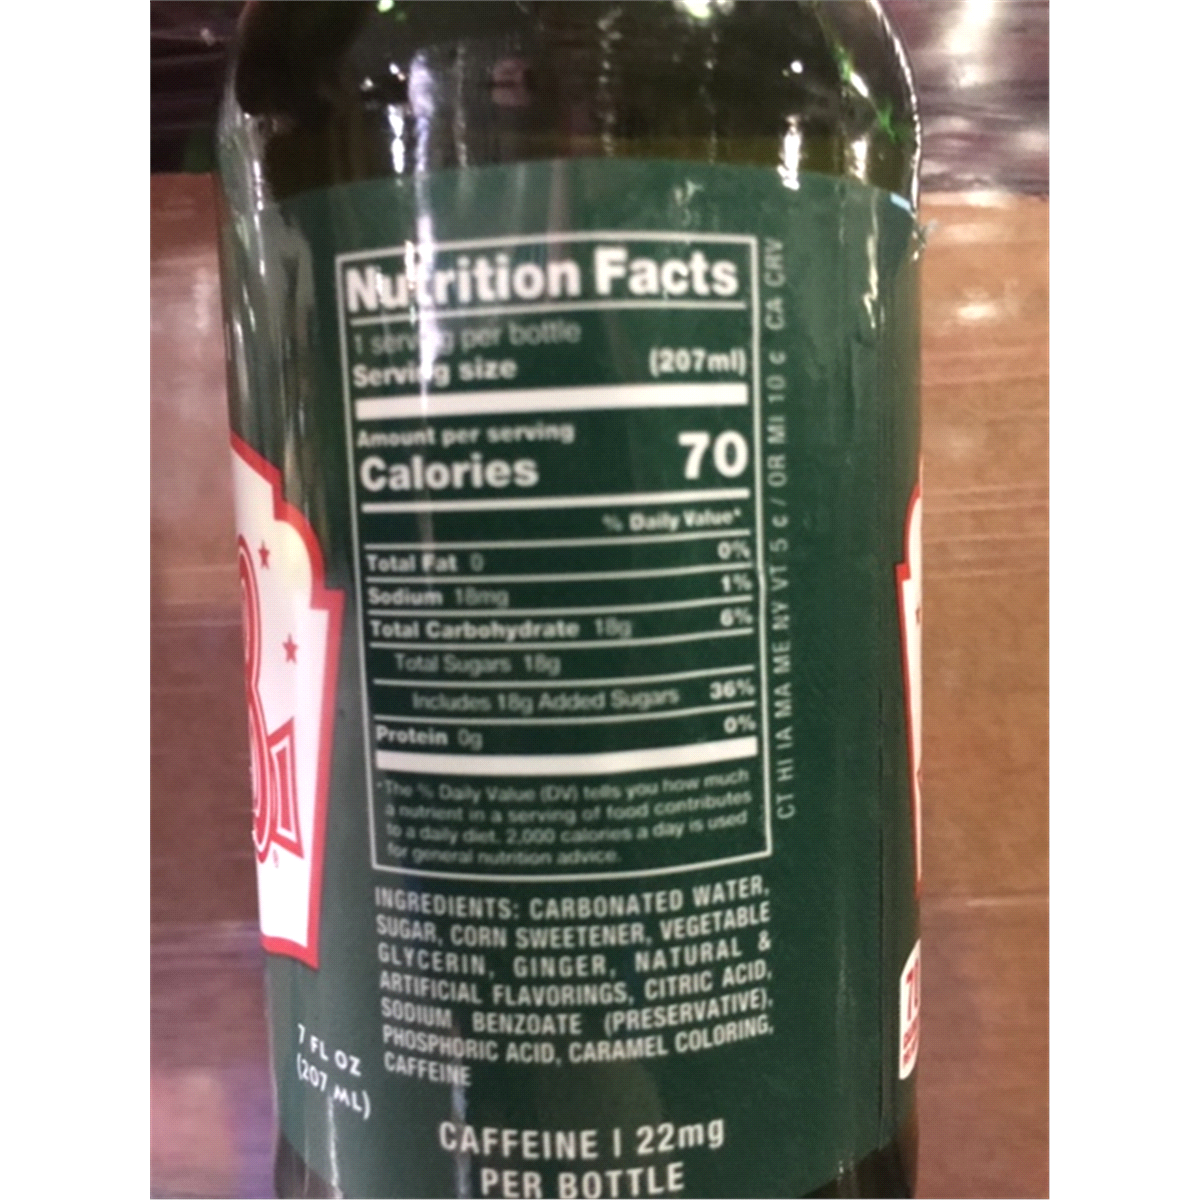 Nutrition Facts
1 serving per bottle
Serving size (207ml)
Amount per serving
Calories 70
% Daily Value*
Total Fat 0 0%
Sodium 18mg 1%
Total Carbohydrate 18g 6%
Total Sugars 18g
Includes 18g Added Sugars 36%
Protein 0g 0%
*The % Daily Value (DV) tells you how much
a nutrient in a serving of food contributes
to a daily diet. 2,000 calories a day is used
for general nutrition advice.
CT HI IA MA ME NY VT 5 ¢ / OR MI 10 ¢ CA CRV
INGREDIENTS: CARBONATED WATER,
SUGAR, CORN SWEETENER, VEGETABLE
GLYCERIN, GINGER, NATURAL &
ARTIFICIAL FLAVORINGS, CITRIC ACID,
SODIUM BENZOATE (PRESERVATIVE),
PHOSPHORIC ACID, CARAMEL COLORING,
CAFFEINE
7 FL OZ
(207 ML)
CAFFEINE | 22mg
PER BOTTLE